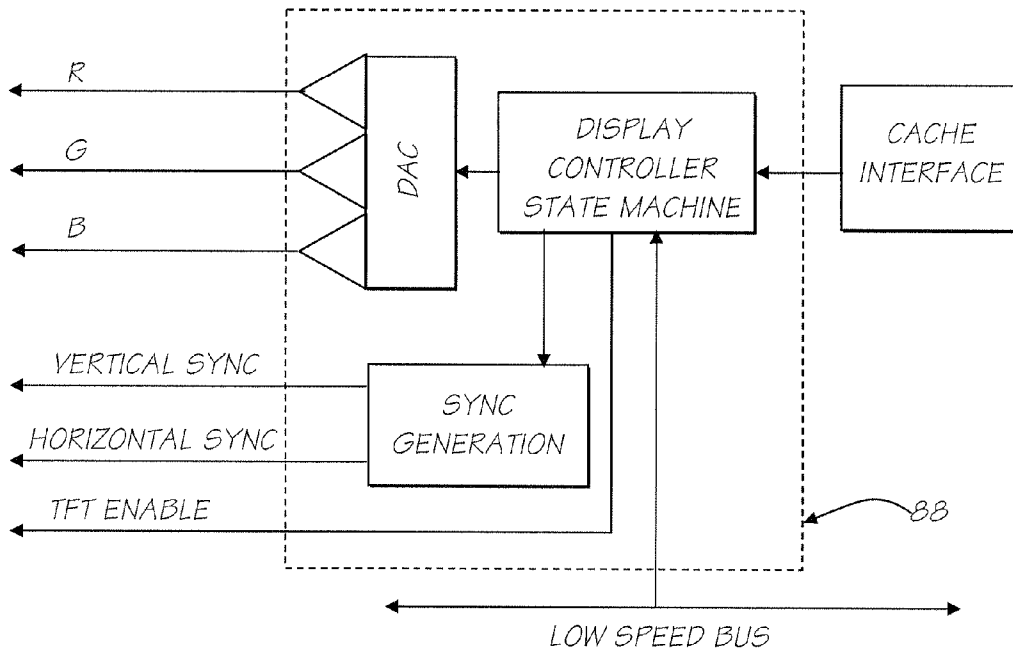 R
G
B
DAC
DISPLAY
CONTROLLER
STATE MACHINE
CACHE
INTERFACE
VERTICAL SYNC
HORIZONTAL SYNC
TFT ENABLE
SYNC
GENERATION
88
LOW SPEED BUS